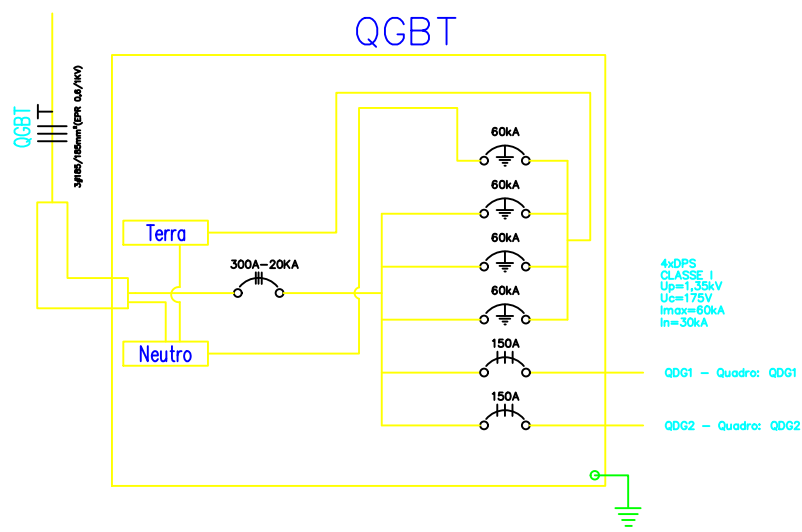 QGBT
QGBT
3#185/185mm²(EPR 0,6/1KV)
60kA
60kA
Terra
60kA
300A-20KA
60kA
4xDPS
CLASSE I
Up=1,35kV
Uc=175V
Imax=60kA
In=30kA
Neutro
150A
QDG1 - Quadro: QDG1
150A
QDG2 - Quadro: QDG2